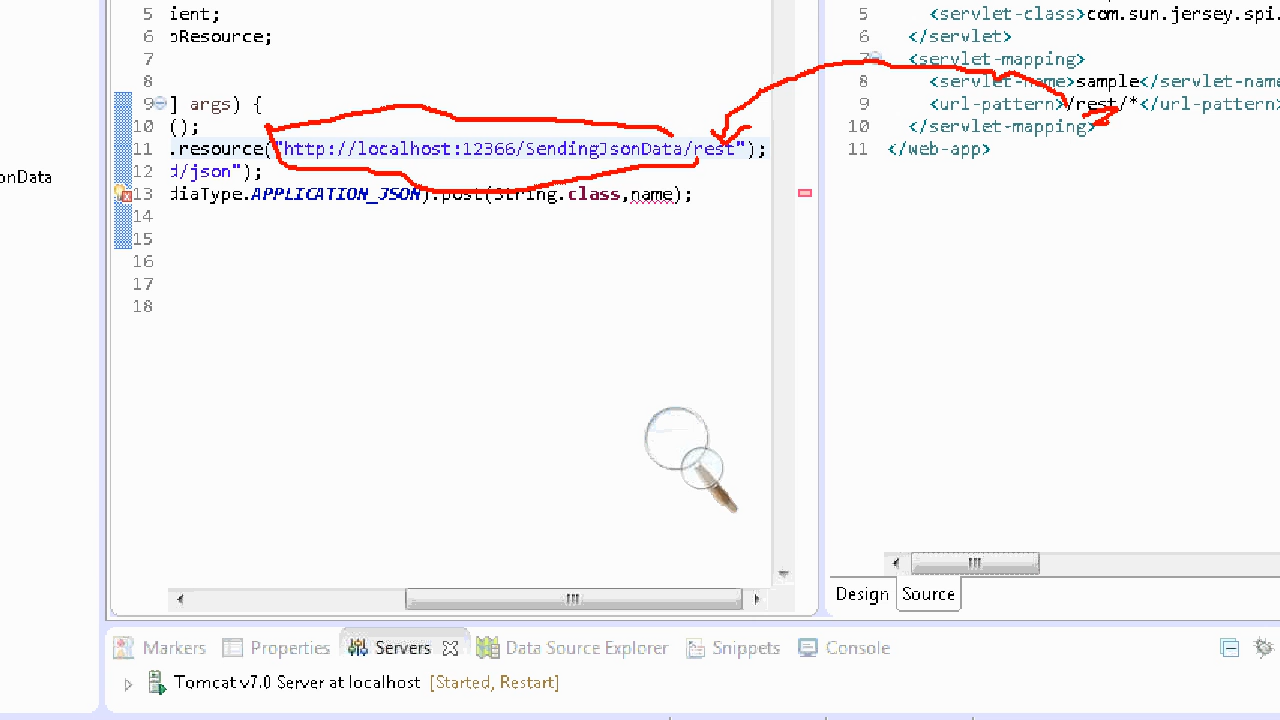 onData
5 ient;
6 oResource;
7
8
9 ] args) {
10 ();
11 .resource("http://localhost:12366/SendingJsonData/rest");
12 d/json");
13 diaType.APPLICATION_JSON).post(String.class,name);
14
15
16
17
18
5 <servlet-class>com.sun.jersey.spi.
6 </servlet>
7 <servlet-mapping>
8 <servlet-name>sample</servlet-name
9 <url-pattern>/rest/*</url-pattern>
10 </servlet-mapping>
11 </web-app>
Design Source
Markers Properties Servers Data Source Explorer Snippets Console
Tomcat v7.0 Server at localhost [Started, Restart]